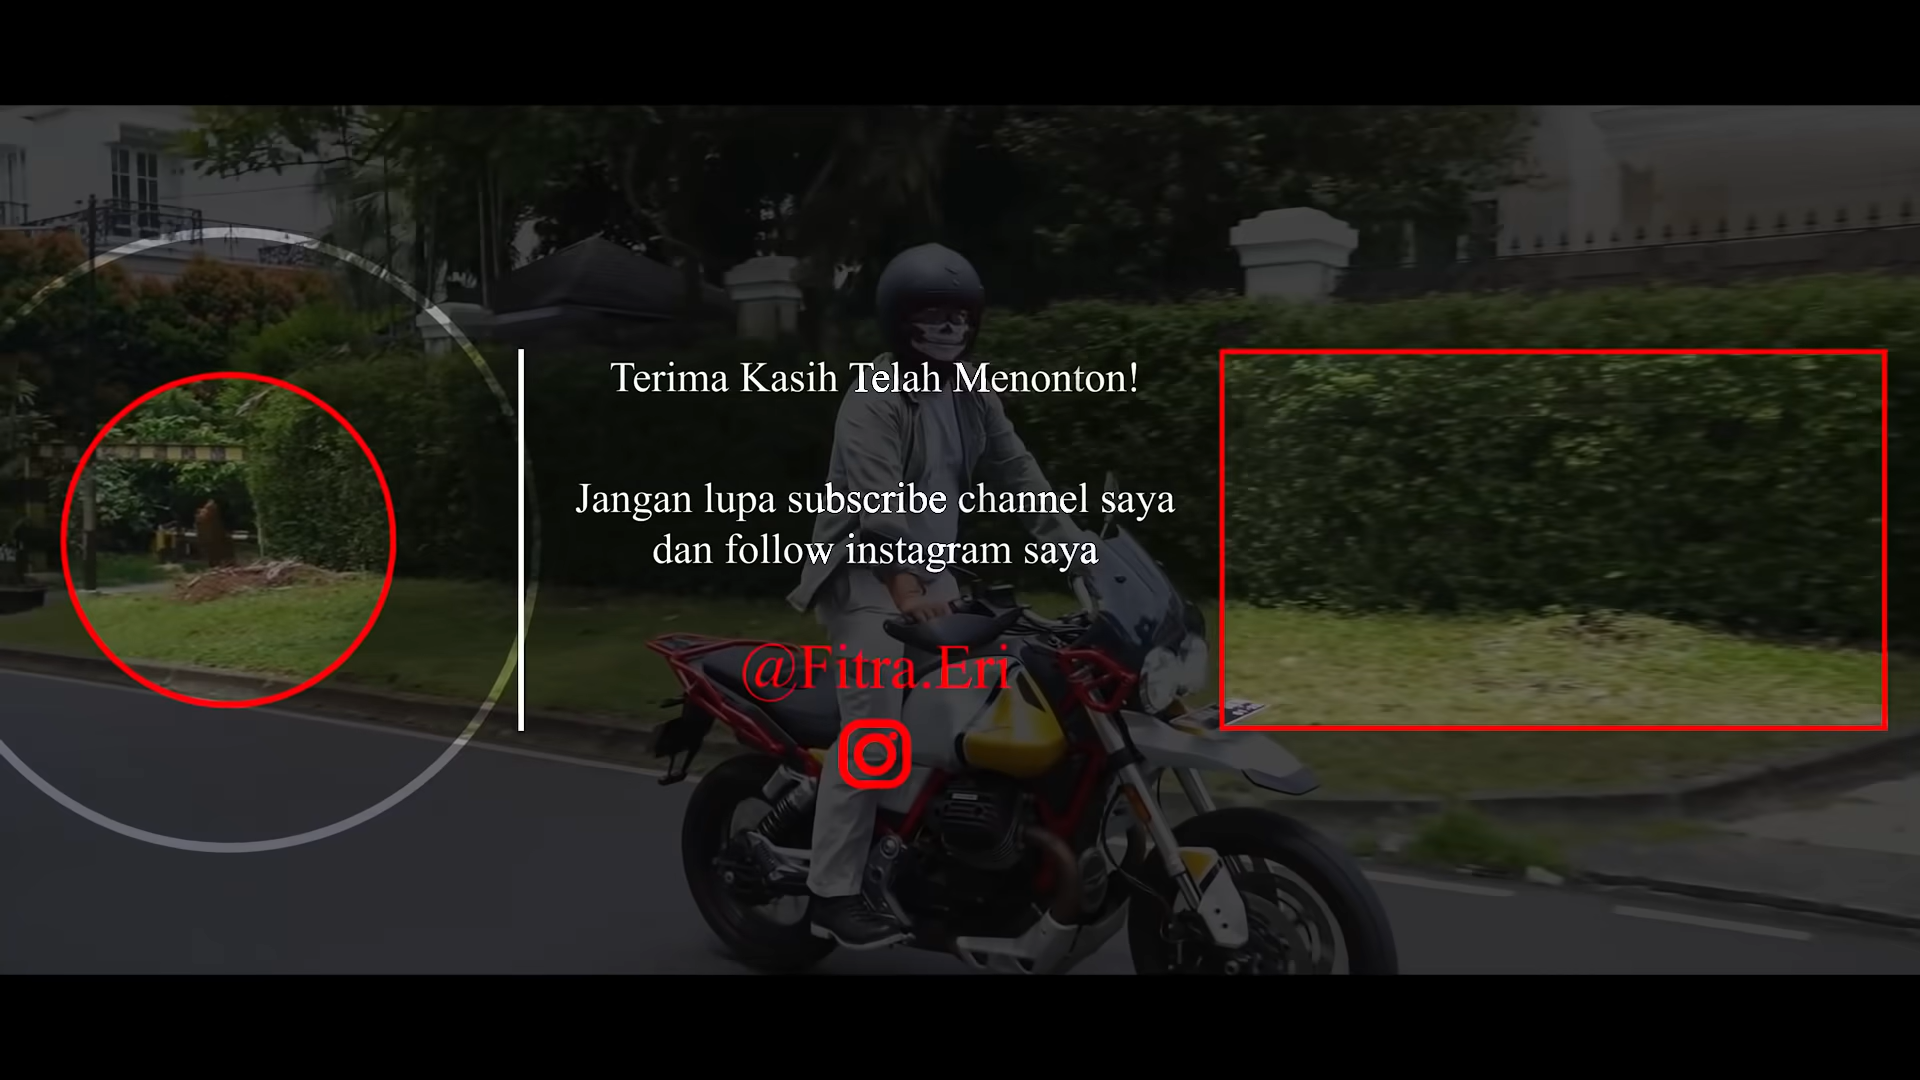 Terima Kasih Telah Menonton!
Jangan lupa subscribe channel saya
dan follow instagram saya
@Fitra.Eri